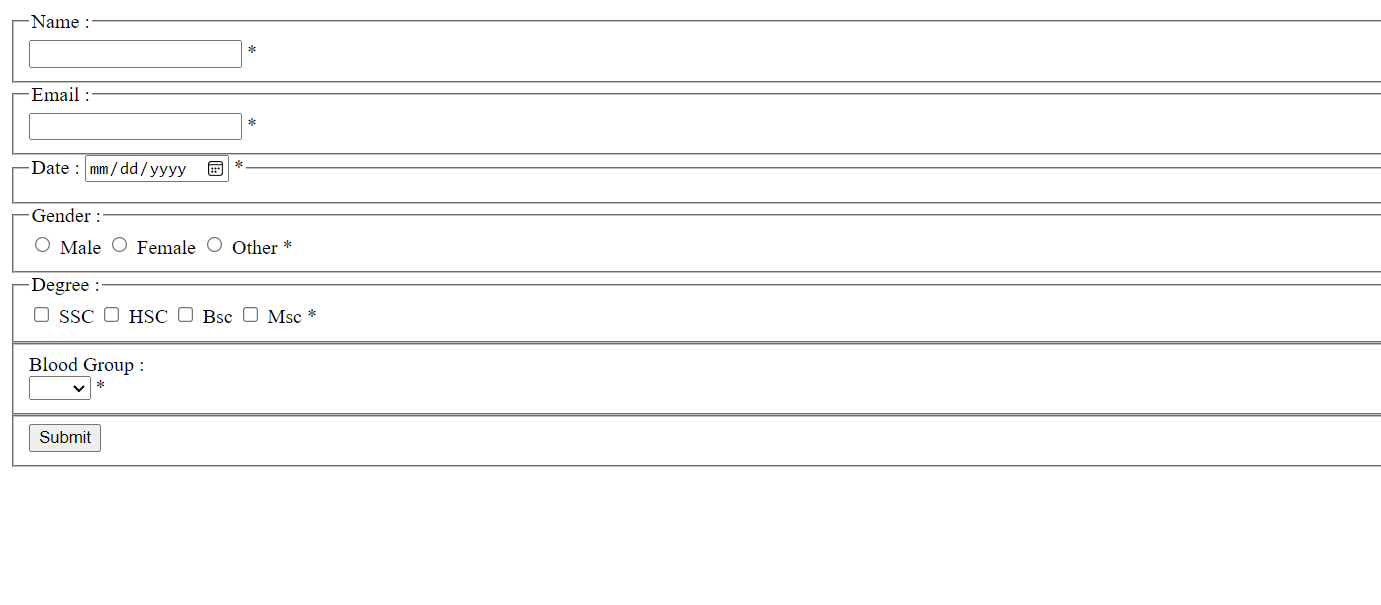 Name :
*
Email :
*
Date : mm/dd/yyyy *
Gender :
Male Female Other *
Degree :
SSC HSC Bsc Msc *
Blood Group :
*
Submit